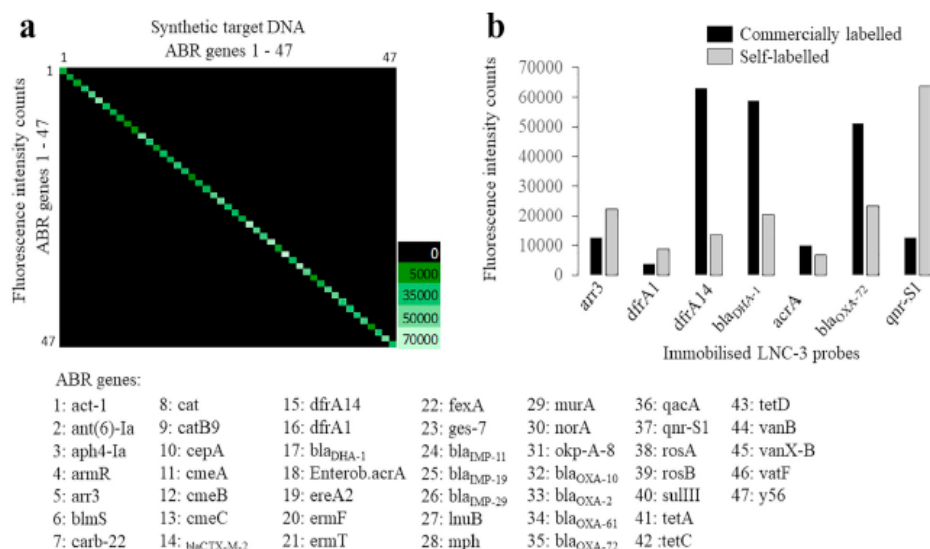 a
Synthetic target DNA
ABR genes 1 - 47
1 47
1
47
Fluorescence intensity counts
ABR genes 1 - 47
0
5000
35000
50000
70000
b
Commercially labelled
Self-labelled
Fluorescence intensity counts
70000
60000
50000
40000
30000
20000
10000
0
arr3 dfrA1 dfrA14 blaDHA-1 acrA blaOXA-72 qnr-S1
Immobilised LNC-3 probes
ABR genes:
1: act-1
2: ant(6)-Ia
3: aph4-Ia
4: armR
5: arr3
6: blmS
7: carb-22
8: cat
9: catB9
10: cepA
11: cmeA
12: cmeB
13: cmeC
14: blaCTX-M-2
15: dfrA14
16: dfrA1
17: blaDHA-1
18: Enterob.acrA
19: ereA2
20: ermF
21: ermT
22: fexA
23: ges-7
24: blaIMP-11
25: blaIMP-19
26: blaIMP-29
27: lnuB
28: mph
29: murA
30: norA
31: okp-A-8
32: blaOXA-10
33: blaOXA-2
34: blaOXA-61
35: blaOXA-72
36: qacA
37: qnr-S1
38: rosA
39: rosB
40: sulIII
41: tetA
42 :tetC
43: tetD
44: vanB
45: vanX-B
46: vatF
47: y56